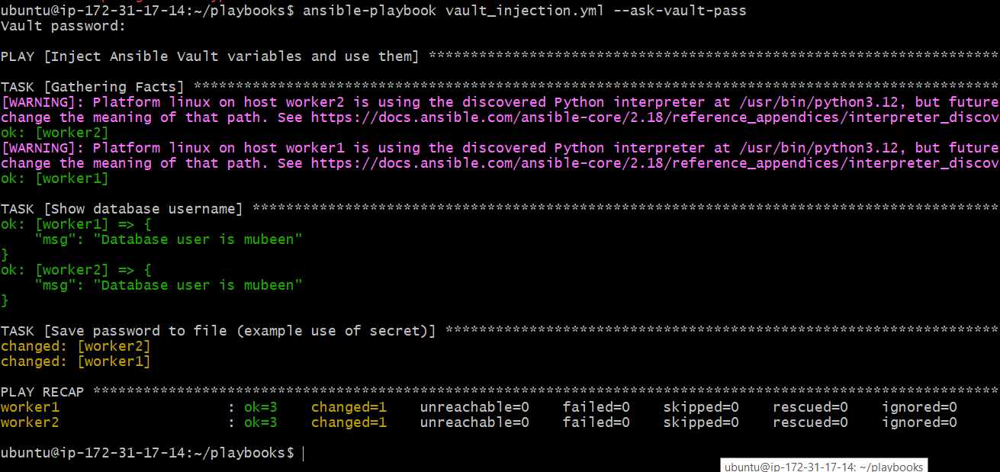 ubuntu@ip-172-31-17-14:~/playbooks$ ansible-playbook vault_injection.yml --ask-vault-pass
Vault password:
PLAY [Inject Ansible Vault variables and use them] ********************************************************************
TASK [Gathering Facts] ************************************************************************************************
[WARNING]: Platform linux on host worker2 is using the discovered Python interpreter at /usr/bin/python3.12, but future
change the meaning of that path. See https://docs.ansible.com/ansible-core/2.18/reference_appendices/interpreter_discov
ok: [worker2]
[WARNING]: Platform linux on host worker1 is using the discovered Python interpreter at /usr/bin/python3.12, but future
change the meaning of that path. See https://docs.ansible.com/ansible-core/2.18/reference_appendices/interpreter_discov
ok: [worker1]
TASK [Show database username] *****************************************************************************************
ok: [worker1] => {
    "msg": "Database user is mubeen"
}
ok: [worker2] => {
    "msg": "Database user is mubeen"
}
TASK [Save password to file (example use of secret)] ******************************************************************
changed: [worker2]
changed: [worker1]
PLAY RECAP ************************************************************************************************************
worker1                    : ok=3    changed=1    unreachable=0    failed=0    skipped=0    rescued=0    ignored=0
worker2                    : ok=3    changed=1    unreachable=0    failed=0    skipped=0    rescued=0    ignored=0
ubuntu@ip-172-31-17-14:~/playbooks$
ubuntu@ip-172-31-17-14: ~/playbooks